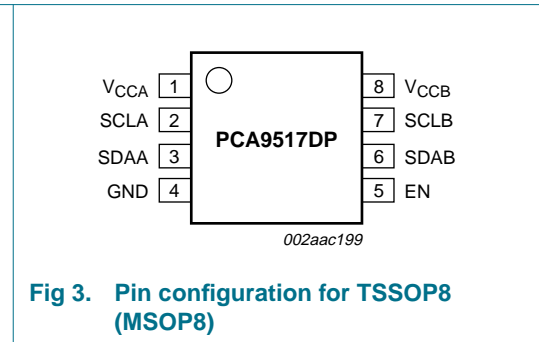 VCCA 1 8 VCCB
SCLA 2 7 SCLB
PCA9517DP
SDAA 3 6 SDAB
GND 4 5 EN
002aac199
Fig 3. Pin configuration for TSSOP8
(MSOP8)